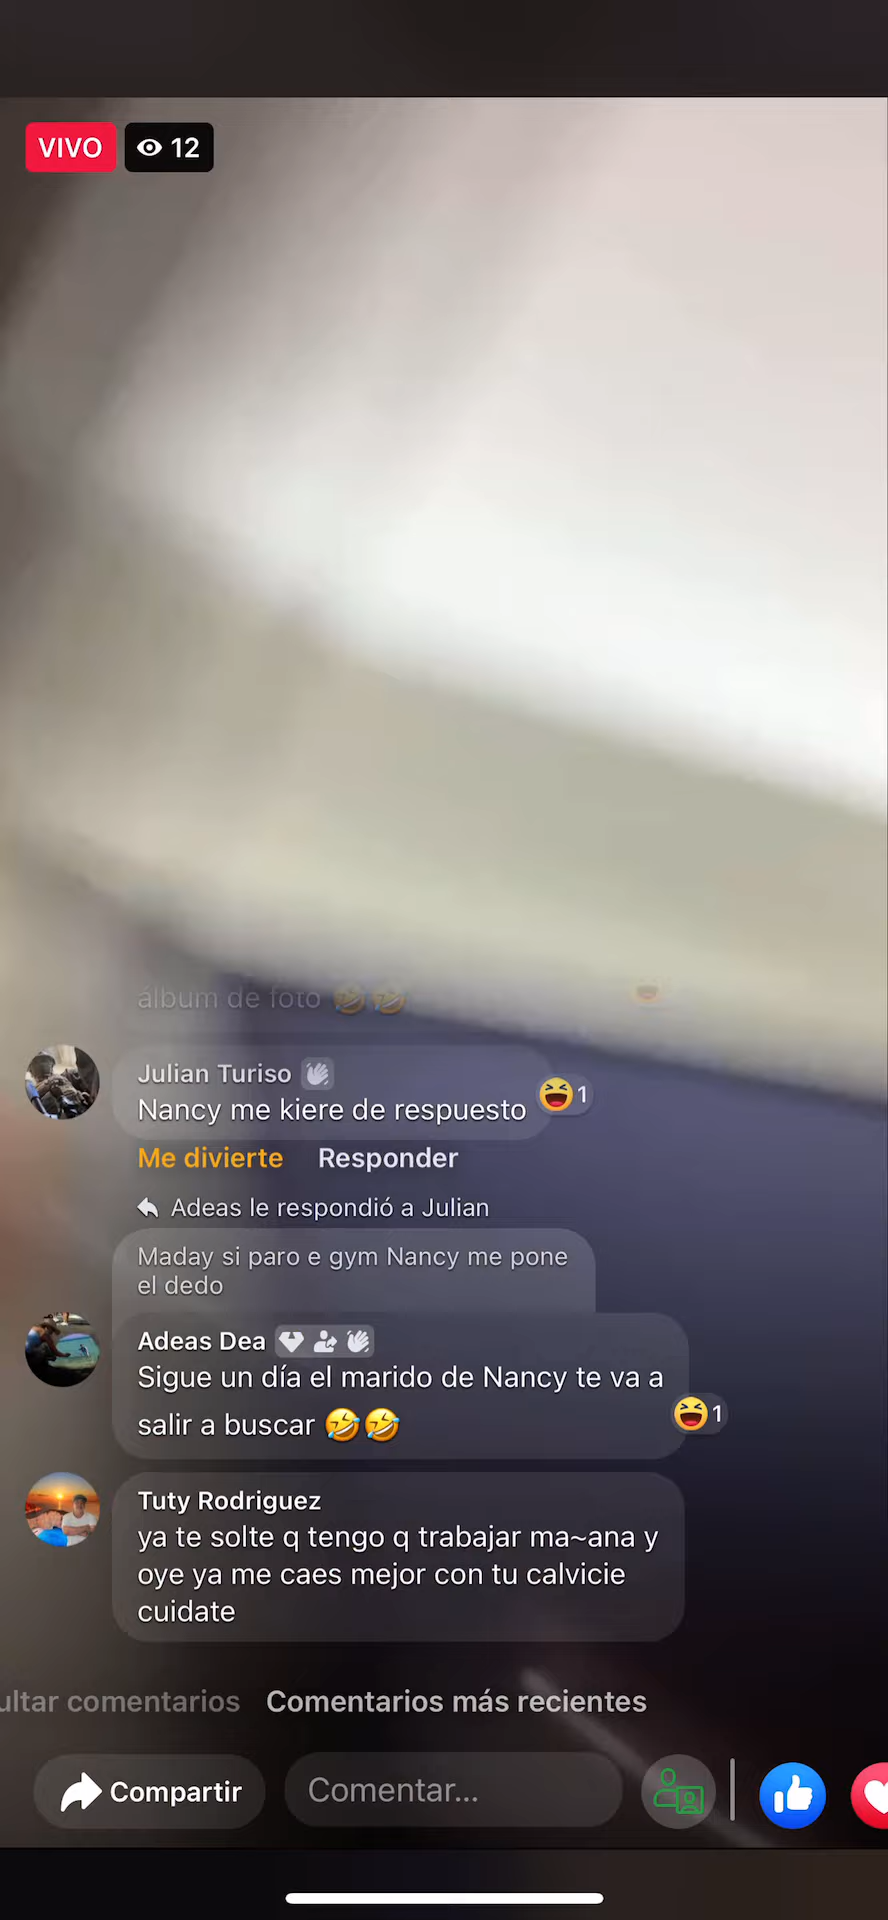 VIVO 12
álbum de foto 🤣🤣
Julian Turiso
Nancy me kiere de respuesto
1
Me divierte Responder
Adeas le respondió a Julian
Maday si paro e gym Nancy me pone
el dedo
Adeas Dea
Sigue un día el marido de Nancy te va a
salir a buscar 🤣🤣
1
Tuty Rodriguez
ya te solte q tengo q trabajar ma~ana y
oye ya me caes mejor con tu calvicie
cuidate
ultar comentarios Comentarios más recientes
Compartir Comentar...